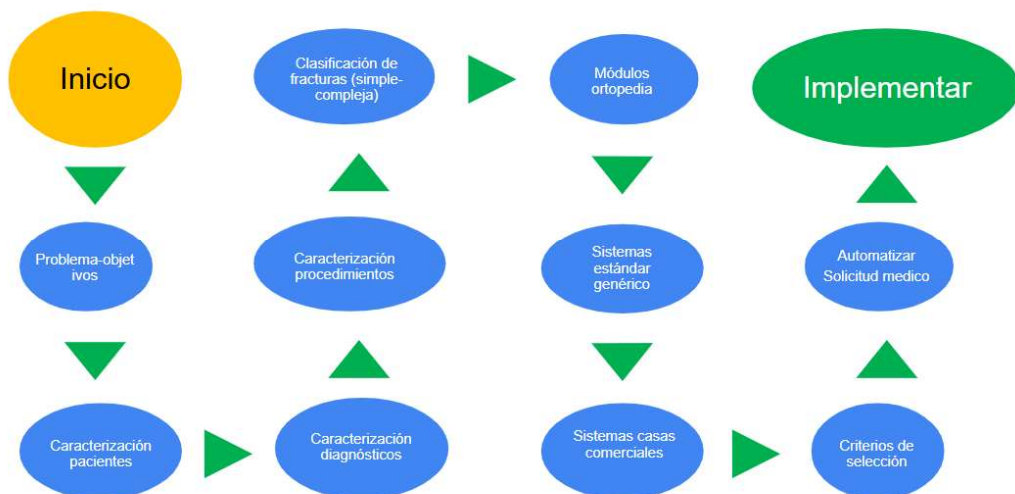 Inicio
Problema-objet
ivos
Caracterización
pacientes
Caracterización
diagnósticos
Caracterización
procedimientos
Clasificación de
fracturas (simple-
compleja)
Módulos
ortopedia
Sistemas
estándar
genérico
Sistemas casas
comerciales
Criterios de
selección
Automatizar
Solicitud medico
Implementar